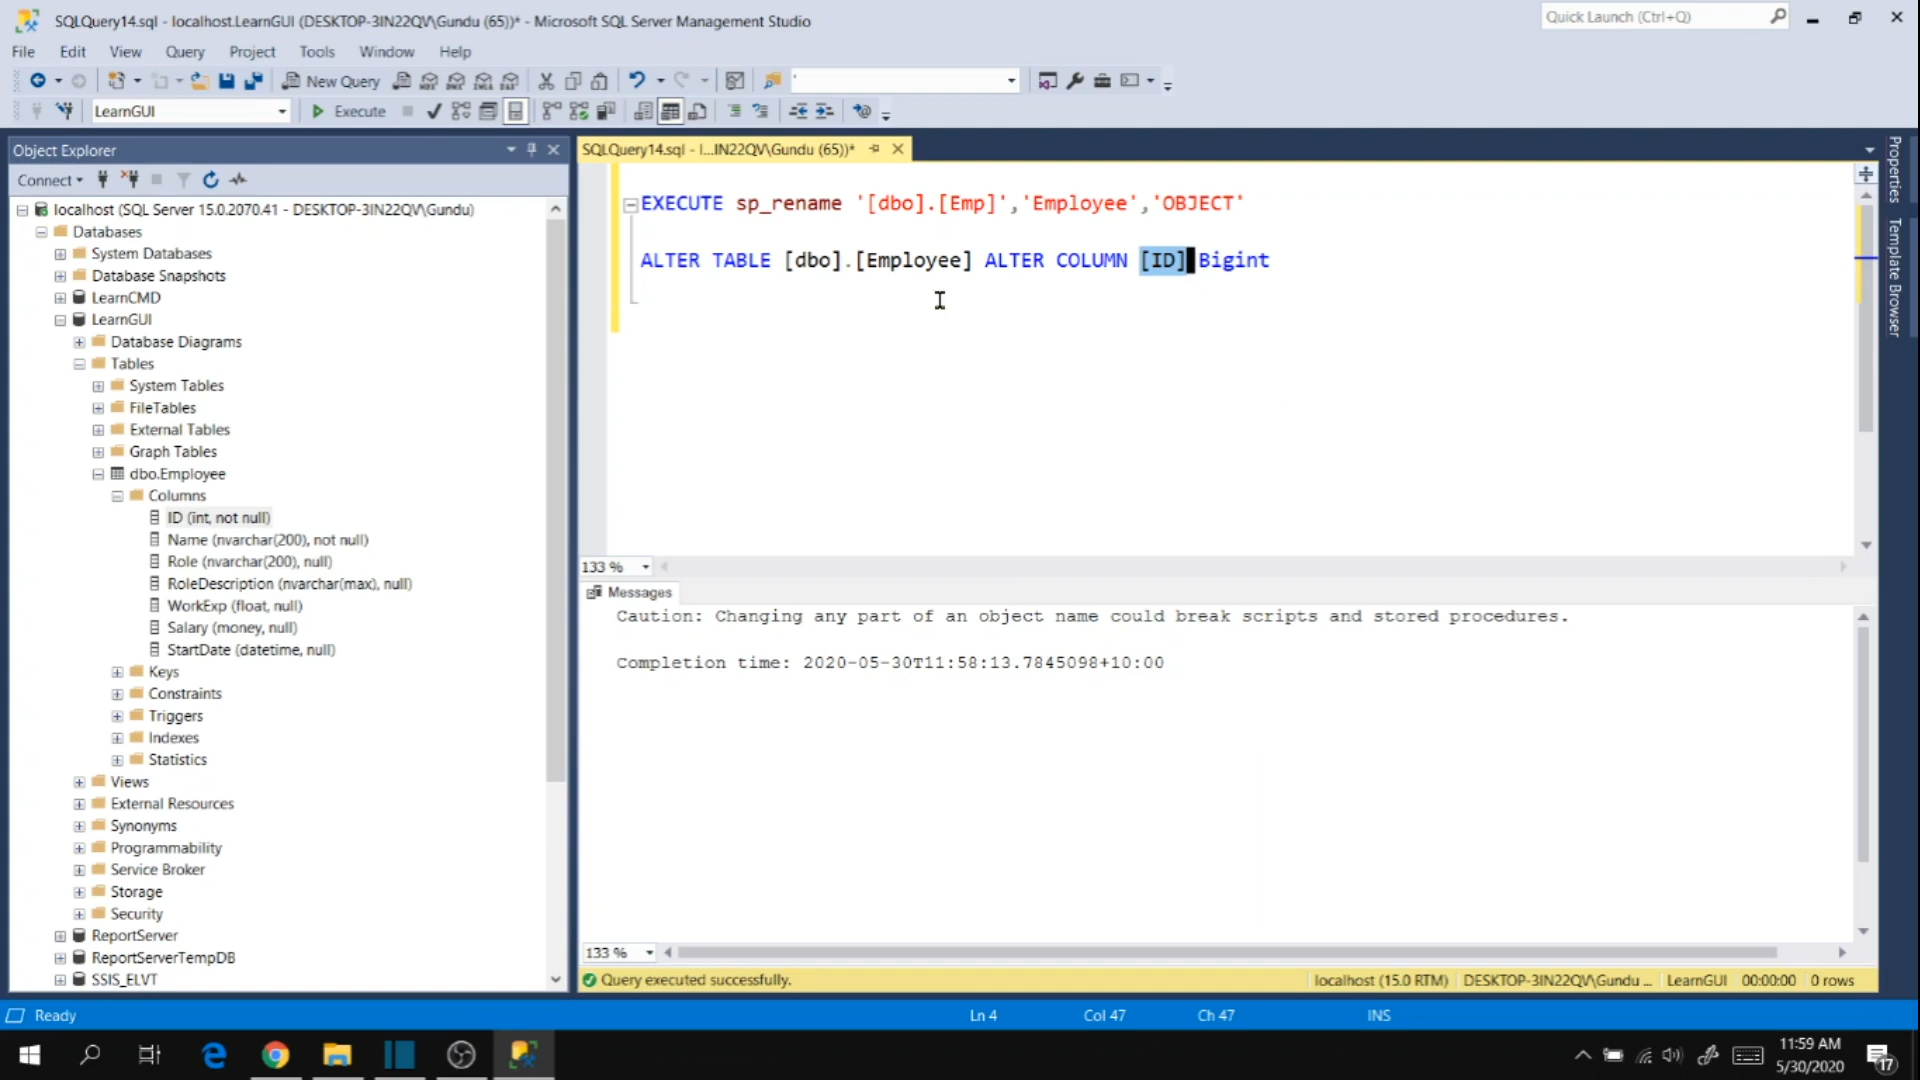 SQLQuery14.sql - localhost.LearnGUI (DESKTOP-3IN22QV\Gundu (65))* - Microsoft SQL Server Management Studio
Quick Launch (Ctrl+Q)
File Edit View Query Project Tools Window Help
New Query
LearnGUI
Execute
Object Explorer
Connect
localhost (SQL Server 15.0.2070.41 - DESKTOP-3IN22QV\Gundu)
Databases
System Databases
Database Snapshots
LearnCMD
LearnGUI
Database Diagrams
Tables
System Tables
FileTables
External Tables
Graph Tables
dbo.Employee
Columns
ID (int, not null)
Name (nvarchar(200), not null)
Role (nvarchar(200), null)
RoleDescription (nvarchar(max), null)
WorkExp (float, null)
Salary (money, null)
StartDate (datetime, null)
Keys
Constraints
Triggers
Indexes
Statistics
Views
External Resources
Synonyms
Programmability
Service Broker
Storage
Security
ReportServer
ReportServerTempDB
SSIS_ELVT
SQLQuery14.sql - l...IN22QV\Gundu (65))*
EXECUTE sp_rename '[dbo].[Emp]','Employee','OBJECT'
ALTER TABLE [dbo].[Employee] ALTER COLUMN [ID] Bigint
133 %
Messages
Caution: Changing any part of an object name could break scripts and stored procedures.
Completion time: 2020-05-30T11:58:13.7845098+10:00
133 %
Query executed successfully.
localhost (15.0 RTM) DESKTOP-3IN22QV\Gundu ... LearnGUI 00:00:00 0 rows
Properties
Template Browser
Ready
Ln 4 Col 47 Ch 47 INS
11:59 AM
5/30/2020
17